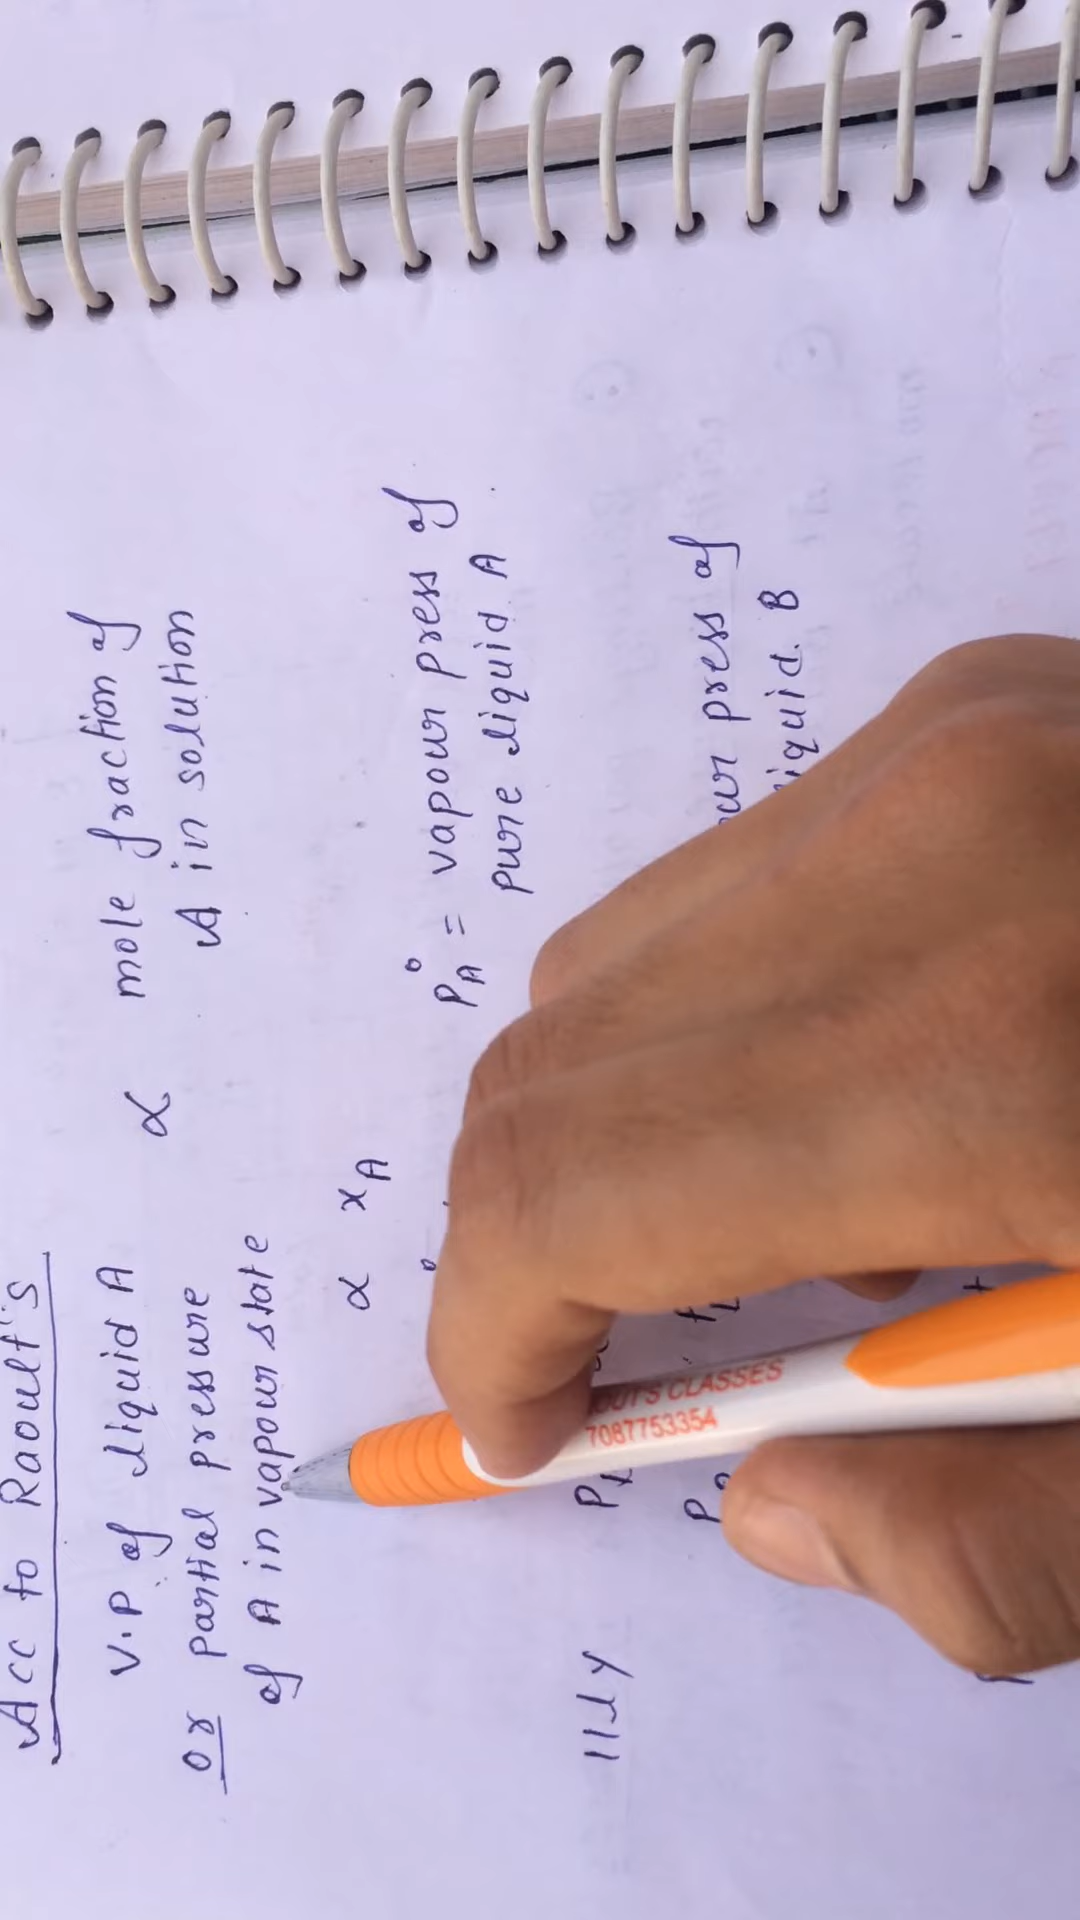 Acc to Raoult's
V.P of liquid A ∝ mole fraction of
or partial pressure A in solution
of A in vapour state
∝ xA
PA° = vapour press of
pure liquid A
111ly
press of
liquid. B
CLASSES
7087753354